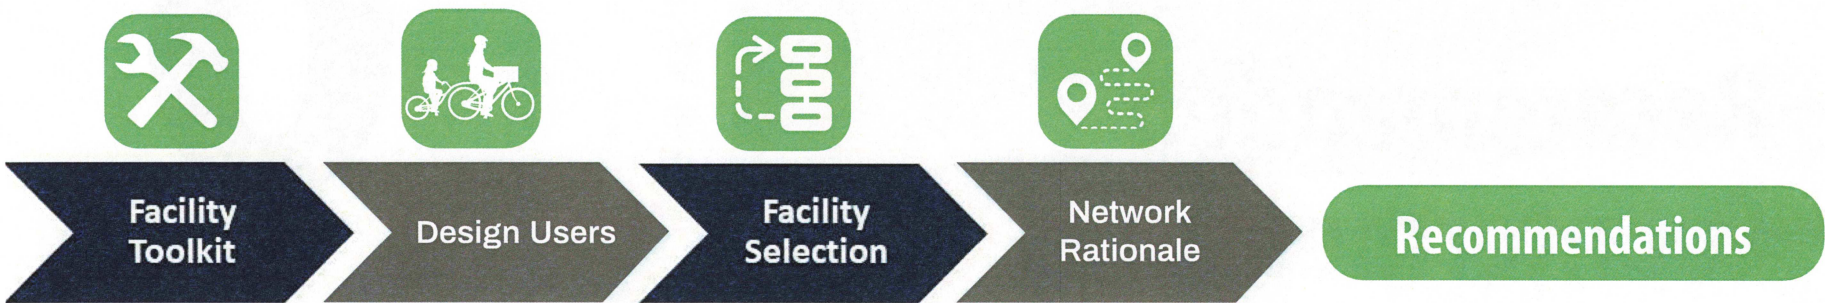 Facility
Toolkit
Design Users
Facility
Selection
Network
Rationale
Recommendations